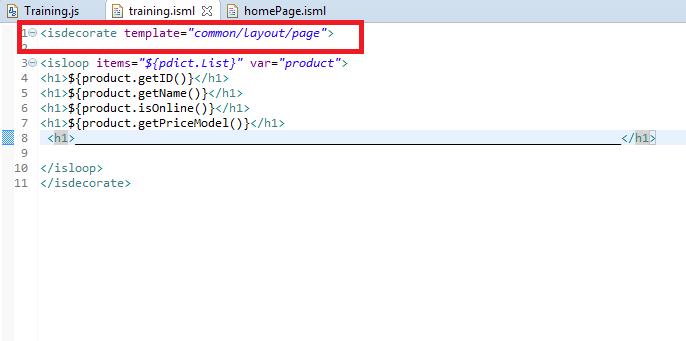 Training.js training.isml homePage.isml
1 <isdecorate template="common/layout/page">
2
3 <isloop items="${pdict.List}" var="product">
4 <h1>${product.getID()}</h1>
5 <h1>${product.getName()}</h1>
6 <h1>${product.isOnline()}</h1>
7 <h1>${product.getPriceModel()}</h1>
8 <h1>______________________________________________________________________________</h1>
9
10 </isloop>
11 </isdecorate>